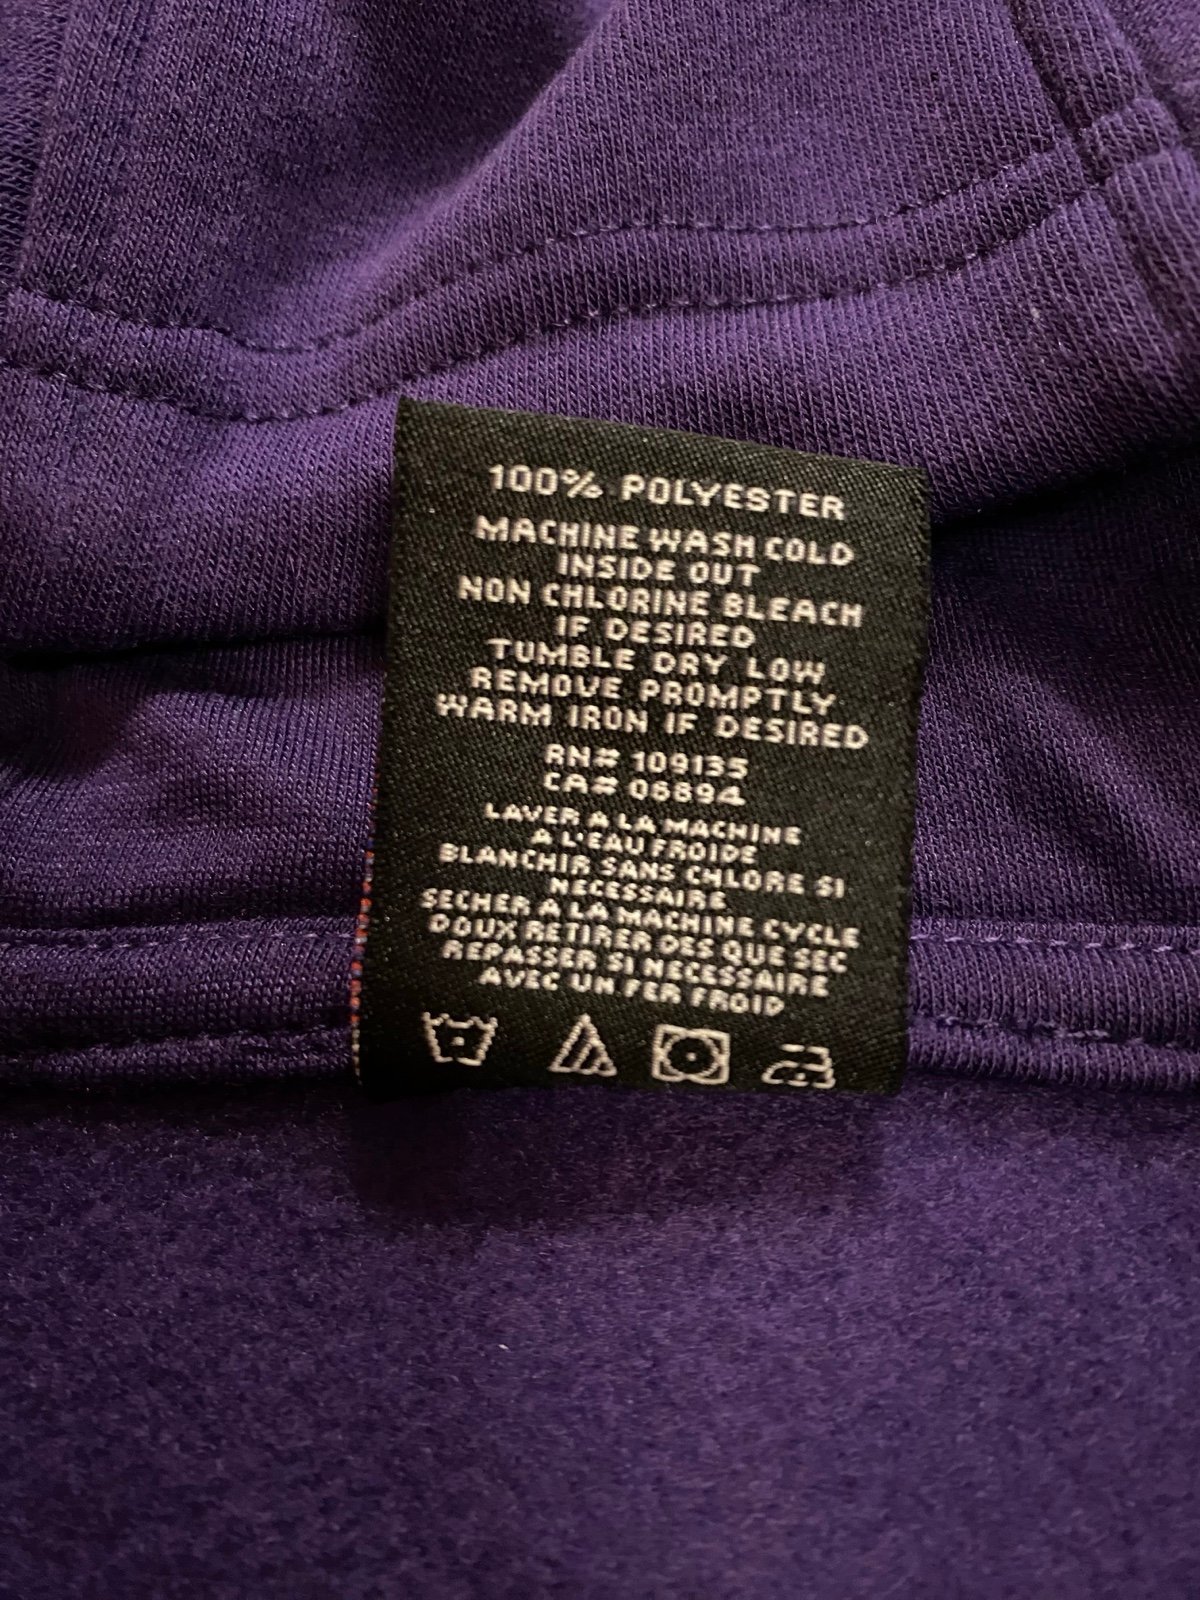 100% POLYESTER
MACHINE WASH COLD
INSIDE OUT
NON CHLORINE BLEACH
IF DESIRED
TUMBLE DRY LOW
REMOVE PROMPTLY
WARM IRON IF DESIRED
RN# 109135
CA# 06894
LAVER A LA MACHINE
A L'EAU FROIDE
BLANCHIR SANS CHLORE SI
NECESSAIRE
SECHER A LA MACHINE CYCLE
DOUX RETIRER DES QUE SEC
REPASSER SI NECESSAIRE
AVEC UN FER FROID